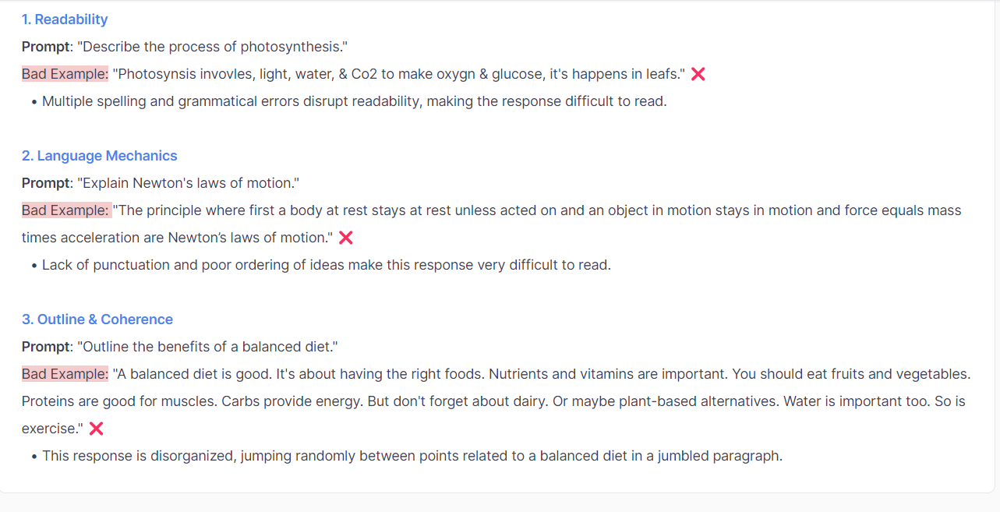 1. Readability
Prompt: "Describe the process of photosynthesis."
Bad Example: "Photosynsis invovles, light, water, & Co2 to make oxygn & glucose, it's happens in leafs." ❌
• Multiple spelling and grammatical errors disrupt readability, making the response difficult to read.
2. Language Mechanics
Prompt: "Explain Newton's laws of motion."
Bad Example: "The principle where first a body at rest stays at rest unless acted on and an object in motion stays in motion and force equals mass
times acceleration are Newton’s laws of motion." ❌
• Lack of punctuation and poor ordering of ideas make this response very difficult to read.
3. Outline & Coherence
Prompt: "Outline the benefits of a balanced diet."
Bad Example: "A balanced diet is good. It's about having the right foods. Nutrients and vitamins are important. You should eat fruits and vegetables.
Proteins are good for muscles. Carbs provide energy. But don't forget about dairy. Or maybe plant-based alternatives. Water is important too. So is
exercise." ❌
• This response is disorganized, jumping randomly between points related to a balanced diet in a jumbled paragraph.